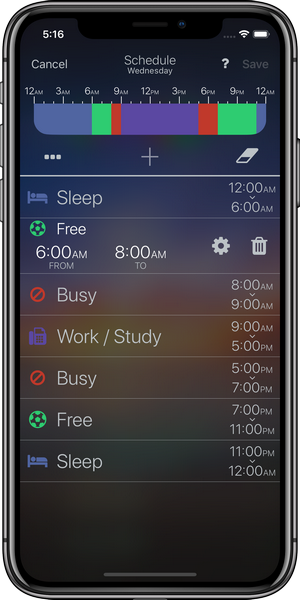 5:16
Cancel
Schedule
Wednesday
?
Save
12AM 3AM 6AM 9AM 12AM 3PM 6PM 9PM 12AM
Sleep
12:00AM
6:00AM
Free
6:00AM 8:00AM
FROM TO
Busy
8:00AM
9:00AM
Work / Study
9:00AM
5:00PM
Busy
5:00PM
7:00PM
Free
7:00PM
11:00PM
Sleep
11:00PM
12:00AM